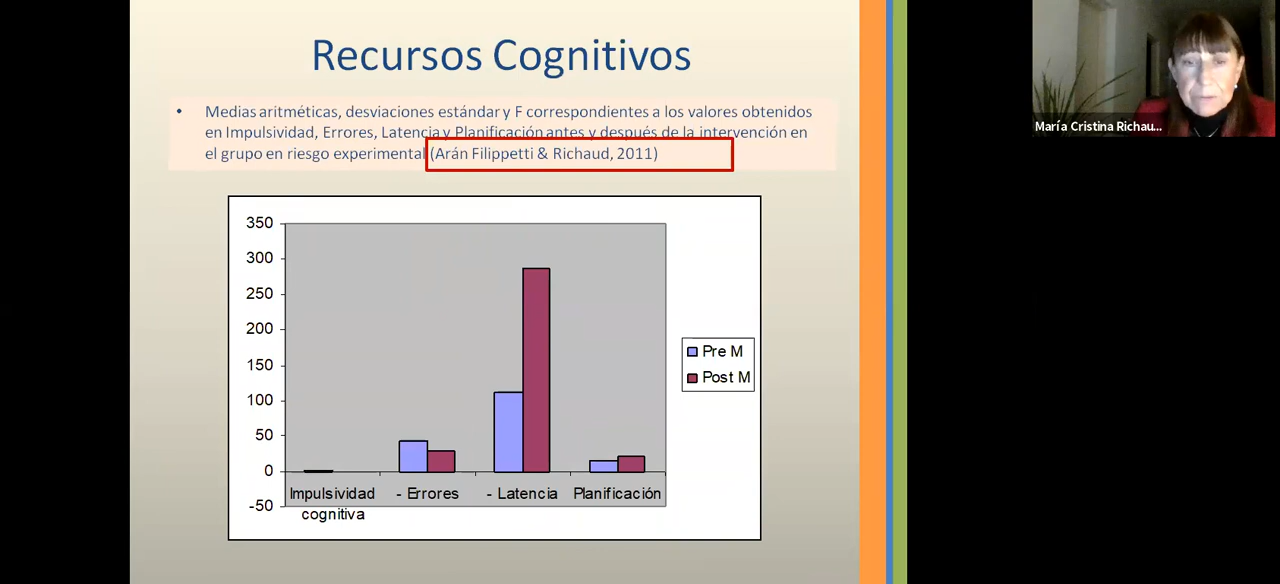 Recursos Cognitivos
• Medias aritméticas, desviaciones estándar y F correspondientes a los valores obtenidos
en Impulsividad, Errores, Latencia y Planificación antes y después de la intervención en
el grupo en riesgo experimental (Arán Filippetti & Richaud, 2011)
María Cristina Richau...
350
300
250
200
150
100
50
0
-50
Impulsividad
cognitiva
- Errores
- Latencia
Planificación
Pre M
Post M